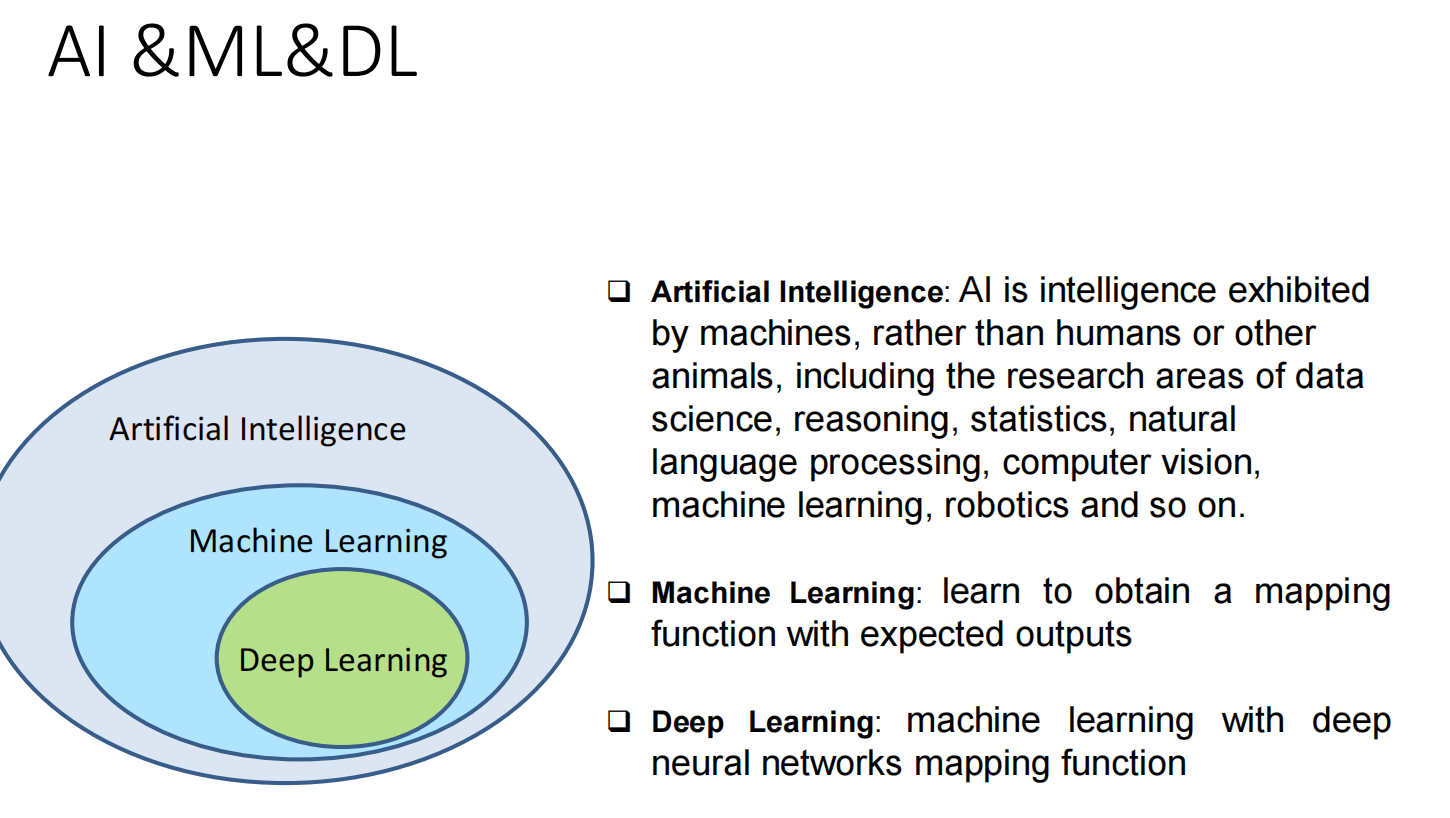 AI &ML&DL
Artificial Intelligence
Machine Learning
Deep Learning
❑ Artificial Intelligence: AI is intelligence exhibited
by machines, rather than humans or other
animals, including the research areas of data
science, reasoning, statistics, natural
language processing, computer vision,
machine learning, robotics and so on.
❑ Machine Learning: learn to obtain a mapping
function with expected outputs
❑ Deep Learning: machine learning with deep
neural networks mapping function